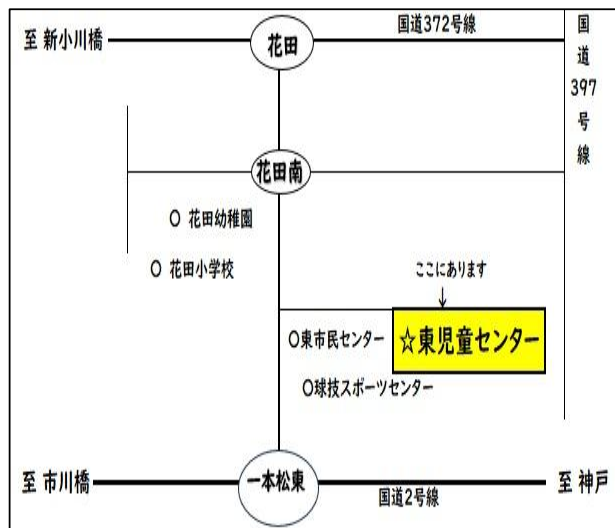 国道372号線
至 新小川橋
花田
国道397号線
花田南
○ 花田幼稚園
○ 花田小学校
ここにあります
↓
○東市民センター
☆東児童センター
○球技スポーツセンター
至 市川橋
一本松東
至 神戸
国道2号線